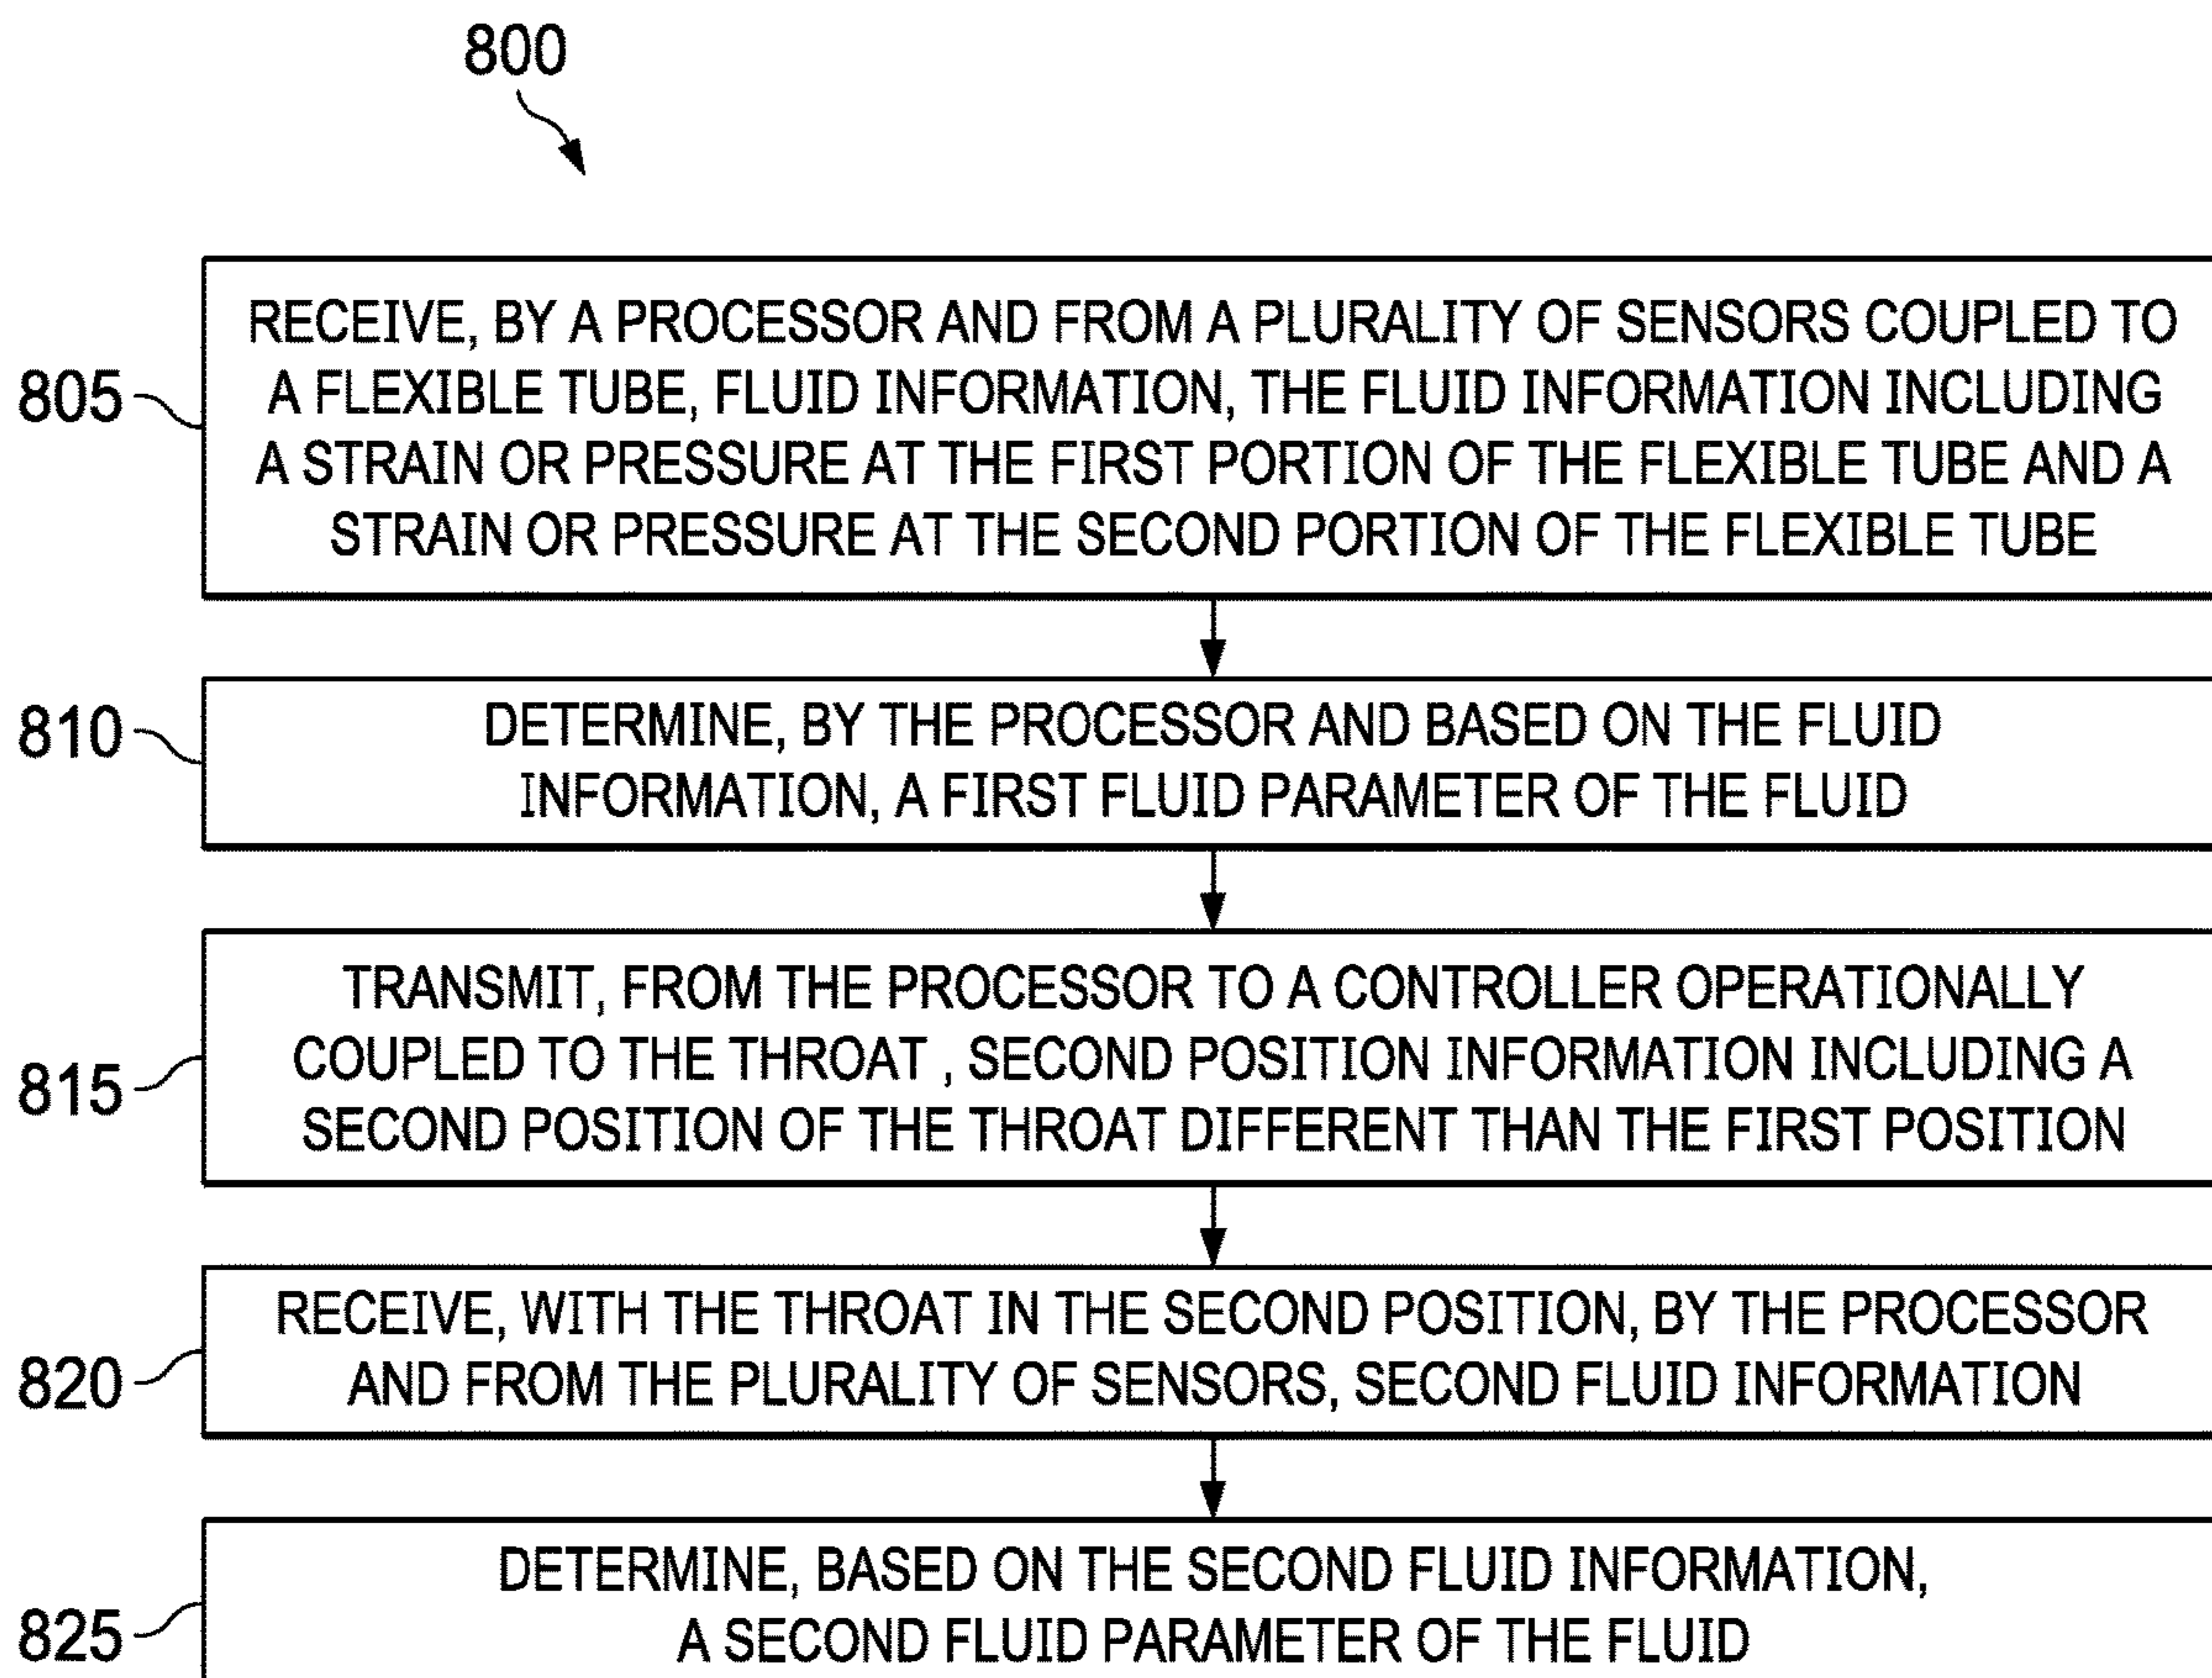 800
805
RECEIVE, BY A PROCESSOR AND FROM A PLURALITY OF SENSORS COUPLED TO
A FLEXIBLE TUBE, FLUID INFORMATION, THE FLUID INFORMATION INCLUDING
A STRAIN OR PRESSURE AT THE FIRST PORTION OF THE FLEXIBLE TUBE AND A
STRAIN OR PRESSURE AT THE SECOND PORTION OF THE FLEXIBLE TUBE
810
DETERMINE, BY THE PROCESSOR AND BASED ON THE FLUID
INFORMATION, A FIRST FLUID PARAMETER OF THE FLUID
815
TRANSMIT, FROM THE PROCESSOR TO A CONTROLLER OPERATIONALLY
COUPLED TO THE THROAT , SECOND POSITION INFORMATION INCLUDING A
SECOND POSITION OF THE THROAT DIFFERENT THAN THE FIRST POSITION
820
RECEIVE, WITH THE THROAT IN THE SECOND POSITION, BY THE PROCESSOR
AND FROM THE PLURALITY OF SENSORS, SECOND FLUID INFORMATION
825
DETERMINE, BASED ON THE SECOND FLUID INFORMATION,
A SECOND FLUID PARAMETER OF THE FLUID